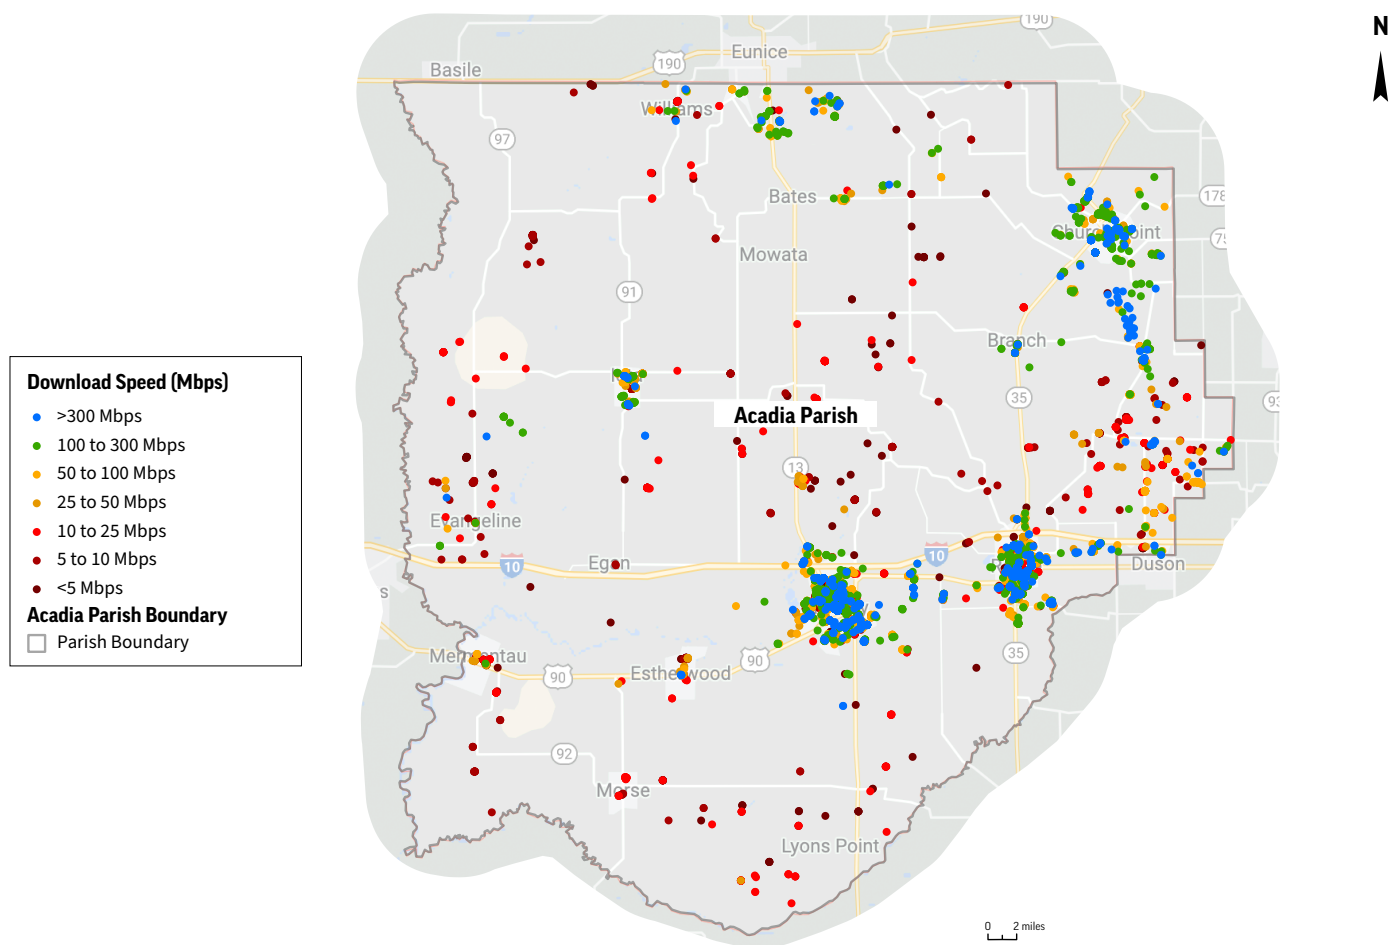 190
N
Eunice
190
Basile
Williams
97
Bates
178
Church Point
75
Mowata
91
Branch
Download Speed (Mbps)
>300 Mbps
100 to 300 Mbps
50 to 100 Mbps
25 to 50 Mbps
10 to 25 Mbps
5 to 10 Mbps
<5 Mbps
Acadia Parish Boundary
Parish Boundary
35
93
Acadia Parish
13
Evangeline
10
Egan
10
Duson
s
Mermentau
90
Estherwood
90
35
92
Morse
Lyons Point
0 2 miles